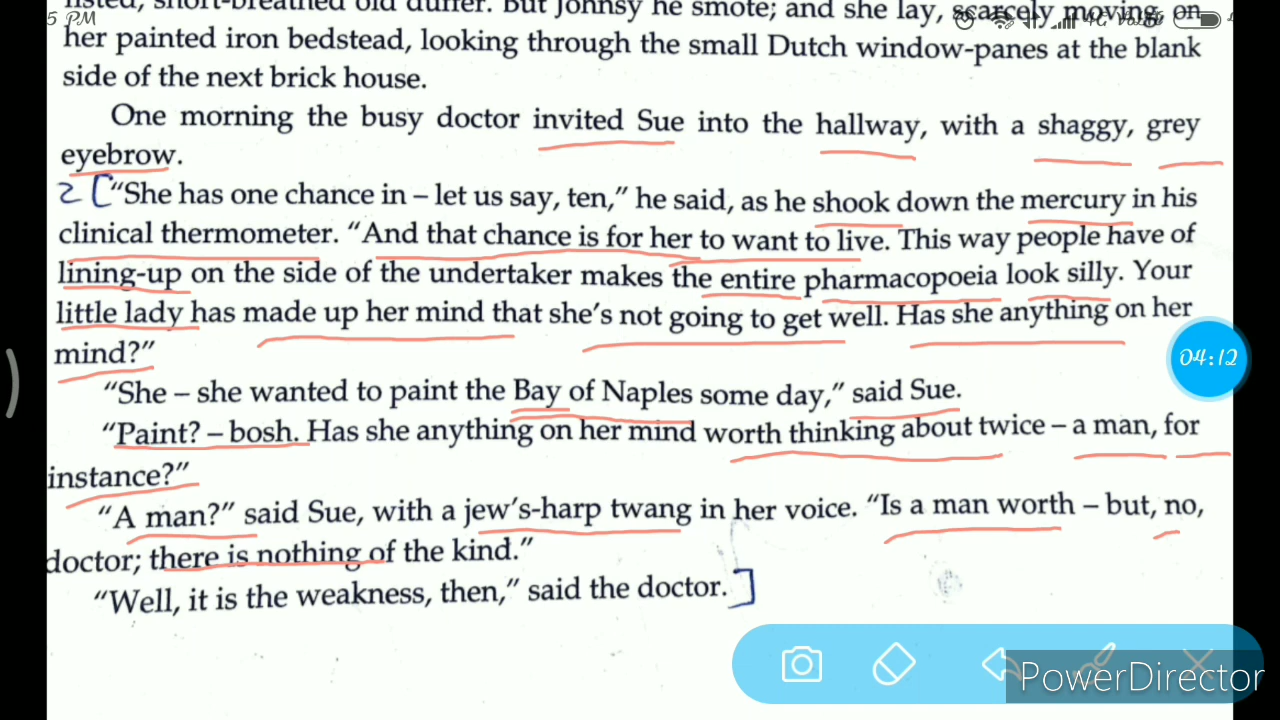 listed, short-breathed old duffer. But Johnsy he smote; and she lay, scarcely moving, on
5 PM
her painted iron bedstead, looking through the small Dutch window-panes at the blank
side of the next brick house.
One morning the busy doctor invited Sue into the hallway, with a shaggy, grey
eyebrow.
2 [“She has one chance in – let us say, ten,” he said, as he shook down the mercury in his
clinical thermometer. “And that chance is for her to want to live. This way people have of
lining-up on the side of the undertaker makes the entire pharmacopoeia look silly. Your
little lady has made up her mind that she’s not going to get well. Has she anything on her
mind?”
04:12
“She – she wanted to paint the Bay of Naples some day,” said Sue.
“Paint? – bosh. Has she anything on her mind worth thinking about twice – a man, for
instance?”
“A man?” said Sue, with a jew’s-harp twang in her voice. “Is a man worth – but, no,
doctor; there is nothing of the kind.”
“Well, it is the weakness, then,” said the doctor.]
PowerDirector